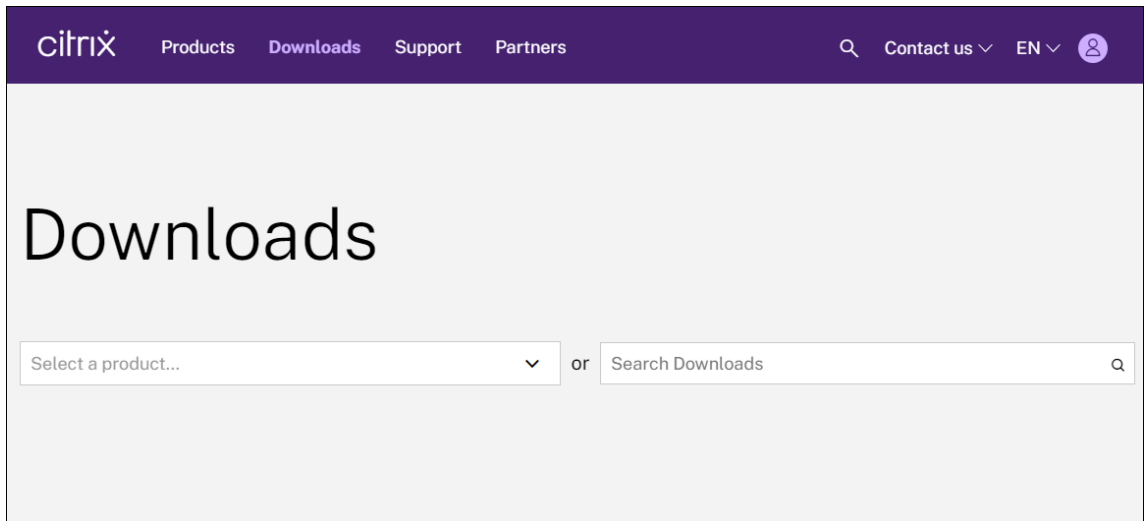 citrix Products Downloads Support Partners Contact us EN
Downloads
Select a product... or Search Downloads